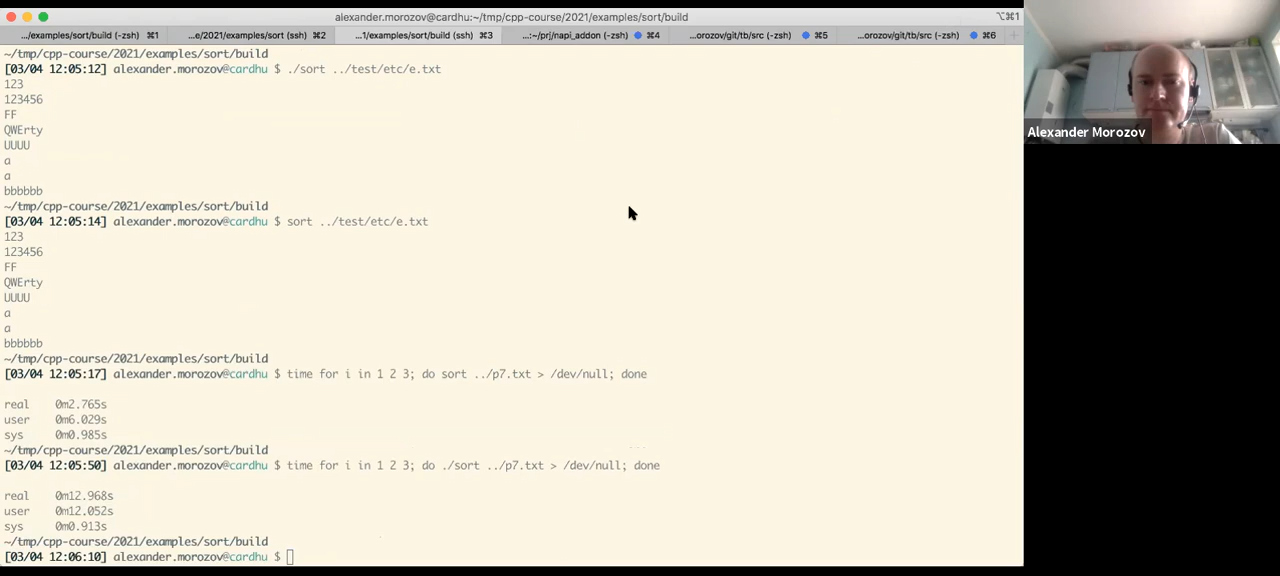 alexander.morozov@cardhu:~/tmp/cpp-course/2021/examples/sort/build
⌥⌘1
.../examples/sort/build (-zsh) ⌘1
...e/2021/examples/sort (ssh) ⌘2
...1/examples/sort/build (ssh) ⌘3
...:~/prj/napi_addon (-zsh) ⌘4
...orozov/git/tb/src (-zsh) ⌘5
...orozov/git/tb/src (-zsh) ⌘6
~/tmp/cpp-course/2021/examples/sort/build
[03/04 12:05:12] alexander.morozov@cardhu $ ./sort ../test/etc/e.txt
123
123456
FF
QWErty
UUUU
a
a
bbbbbb
~/tmp/cpp-course/2021/examples/sort/build
[03/04 12:05:14] alexander.morozov@cardhu $ sort ../test/etc/e.txt
123
123456
FF
QWErty
UUUU
a
a
bbbbbb
~/tmp/cpp-course/2021/examples/sort/build
[03/04 12:05:17] alexander.morozov@cardhu $ time for i in 1 2 3; do sort ../p7.txt > /dev/null; done
real 0m2.765s
user 0m6.029s
sys 0m0.985s
~/tmp/cpp-course/2021/examples/sort/build
[03/04 12:05:50] alexander.morozov@cardhu $ time for i in 1 2 3; do ./sort ../p7.txt > /dev/null; done
real 0m12.968s
user 0m12.052s
sys 0m0.913s
~/tmp/cpp-course/2021/examples/sort/build
[03/04 12:06:10] alexander.morozov@cardhu $
Alexander Morozov